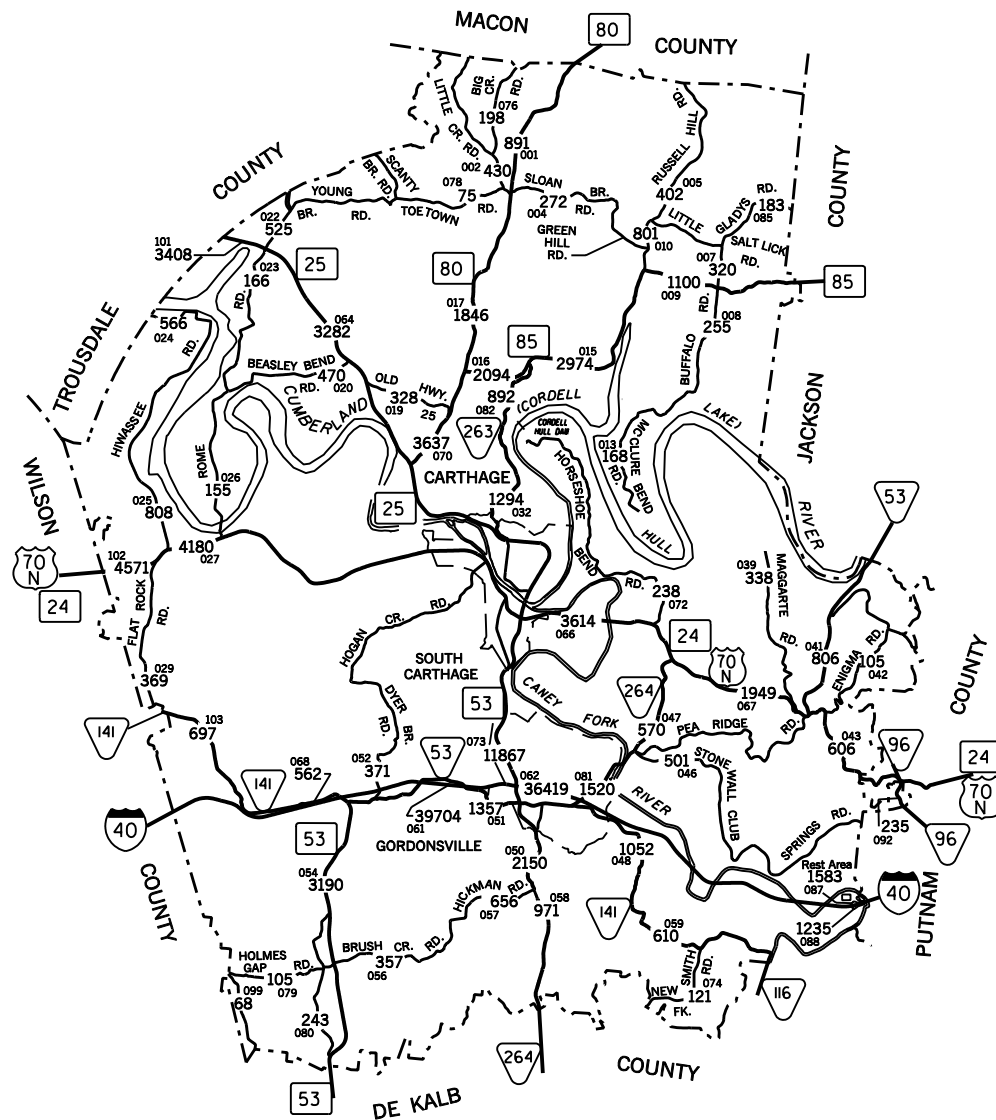 MACON
80
COUNTY
LITTLE CR. RD.
BIG CR. RD.
076
198
891
001
002
430
RUSSELL HILL RD.
005
402
COUNTY
COUNTY
SCANTY BR. RD.
YOUNG BR. RD.
078
75
TOETOWN RD.
SLOAN BR. RD.
272
004
GREEN HILL RD.
LITTLE
GLADYS RD.
183
085
SALT LICK RD.
801
010
007
320
022
525
101
3408
25
023
166
RD.
80
1100
009
85
017
1846
008
255
566
024
RD.
064
3282
85
BUFFALO RD.
TROUSDALE
BEASLEY BEND RD.
470
020
016
2094
2974
015
892
082
OLD HWY. 25
328
019
CUMBERLAND
(CORDELL
HULL
LAKE)
RIVER
JACKSON
HIWASSEE
3637
070
263
CORDELL HULL DAM
013
168
MC CLURE BEND RD.
CARTHAGE
HORSESHOE BEND RD.
WILSON
ROME
026
155
025
808
25
1294
032
53
102
4571
4180
027
70 N
24
FLAT ROCK RD.
039
338
MAGGARTE RD.
HOGAN CR. RD.
238
072
3614
066
24
70 N
041
806
ENIGMA RD.
105
042
COUNTY
029
369
SOUTH CARTHAGE
DYER BR. RD.
53
CANEY FORK
RIVER
264
1949
067
141
103
697
570
047
PEA RIDGE RD.
043
606
96
24
70 N
53
073
11867
052
371
501
046
STONE WALL CLUB
SPRINGS RD.
141
068
562
062
36419
081
1520
40
39704
061
1357
051
235
092
96
GORDONSVILLE
53
050
2150
1052
048
Rest Area
1583
087
40
054
3190
HICKMAN RD.
656
057
971
058
141
1235
088
PUTNAM
COUNTY
059
610
HOLMES GAP RD.
105
079
BRUSH CR. RD.
357
056
SMITH RD.
074
099
68
NEW FK.
121
116
243
080
264
COUNTY
53
DE KALB